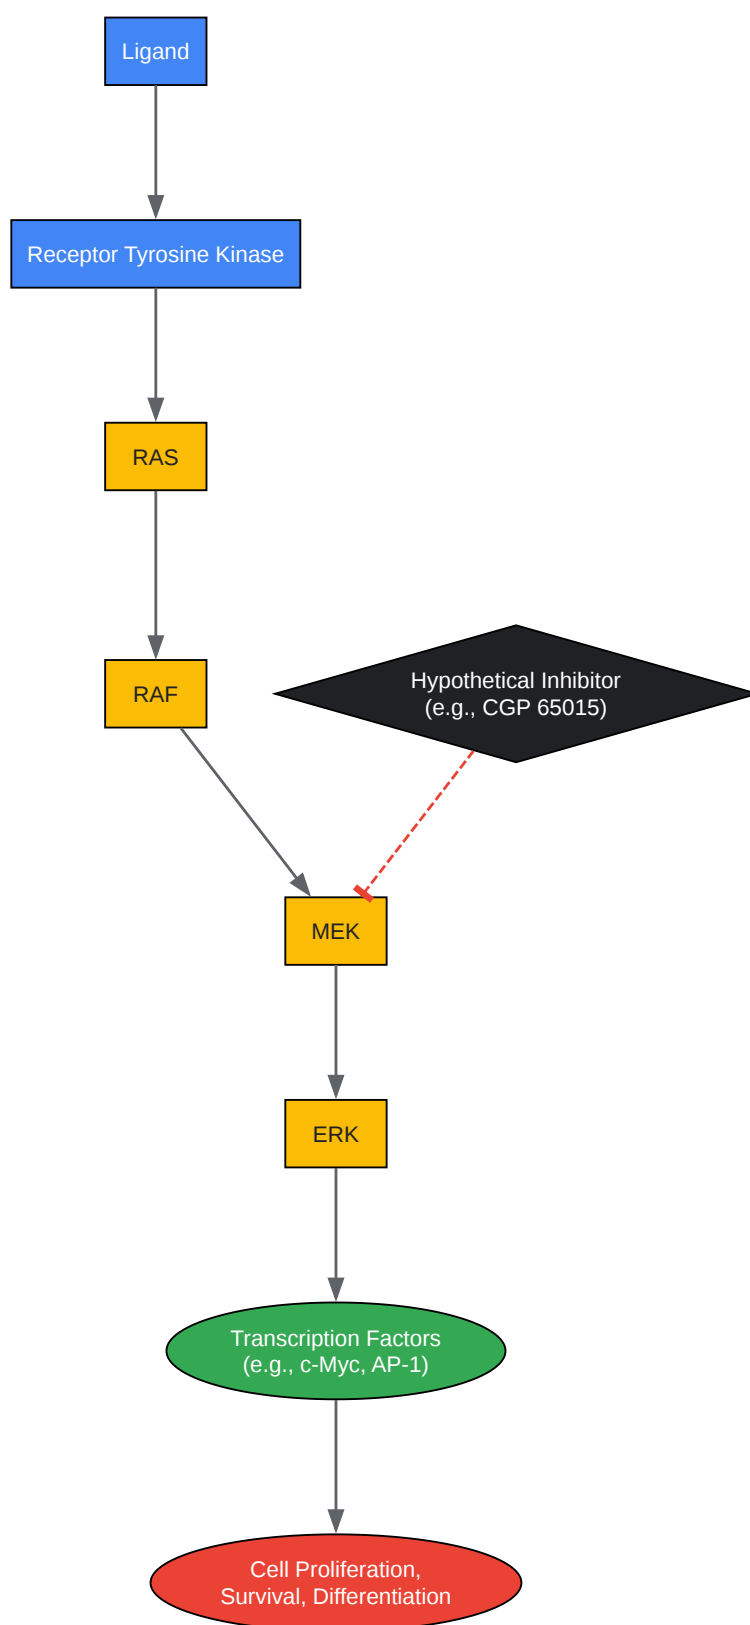 Ligand
Receptor Tyrosine Kinase
RAS
RAF
Hypothetical Inhibitor
(e.g., CGP 65015)
MEK
ERK
Transcription Factors
(e.g., c-Myc, AP-1)
Cell Proliferation,
Survival, Differentiation